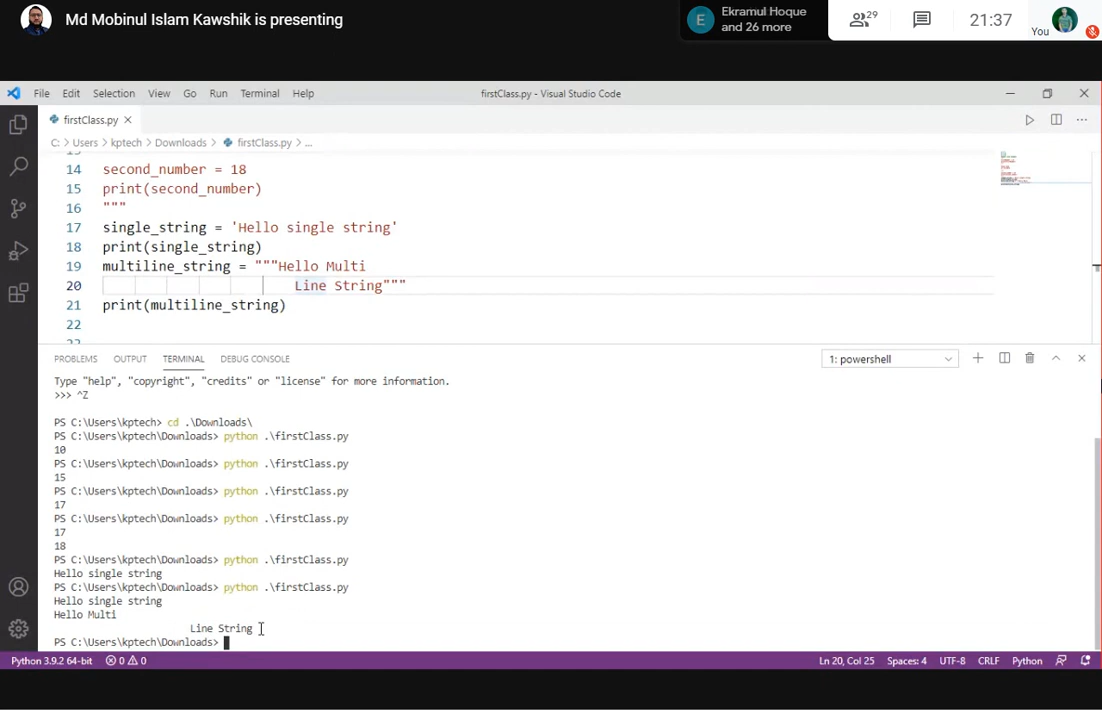 Md Mobinul Islam Kawshik is presenting
E Ekramul Hoque
and 26 more
29
21:37
You
File Edit Selection View Go Run Terminal Help
firstClass.py - Visual Studio Code
firstClass.py
C: > Users > kptech > Downloads > firstClass.py > ...
14 second_number = 18
15 print(second_number)
16 """
17 single_string = 'Hello single string'
18 print(single_string)
19 multiline_string = """Hello Multi
20 Line String"""
21 print(multiline_string)
22
PROBLEMS OUTPUT TERMINAL DEBUG CONSOLE
1: powershell
Type "help", "copyright", "credits" or "license" for more information.
>>> ^Z
PS C:\Users\kptech> cd .\Downloads\
PS C:\Users\kptech\Downloads> python .\firstClass.py
10
PS C:\Users\kptech\Downloads> python .\firstClass.py
15
PS C:\Users\kptech\Downloads> python .\firstClass.py
17
PS C:\Users\kptech\Downloads> python .\firstClass.py
17
18
PS C:\Users\kptech\Downloads> python .\firstClass.py
Hello single string
PS C:\Users\kptech\Downloads> python .\firstClass.py
Hello single string
Hello Multi
Line String
PS C:\Users\kptech\Downloads>
Python 3.9.2 64-bit 0 0 Ln 20, Col 25 Spaces: 4 UTF-8 CRLF Python